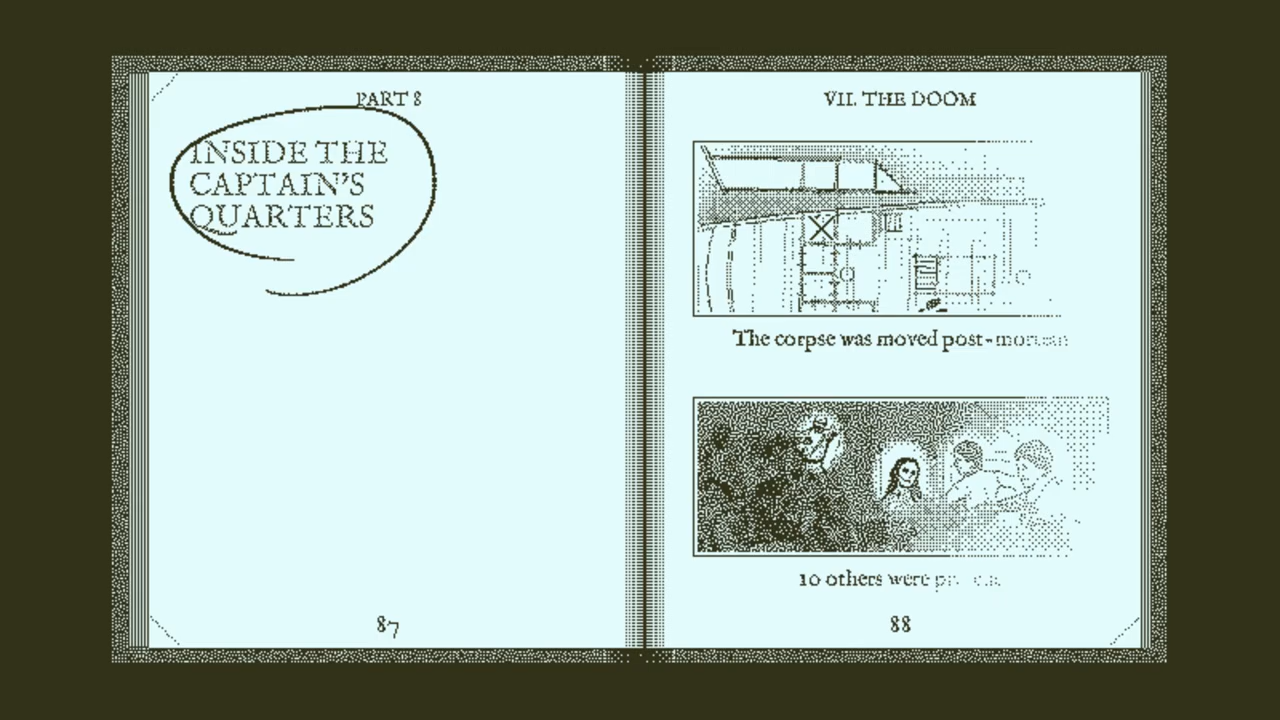 PART 8
INSIDE THE
CAPTAIN'S
QUARTERS
87
VII. THE DOOM
The corpse was moved post-mortem
10 others were
88